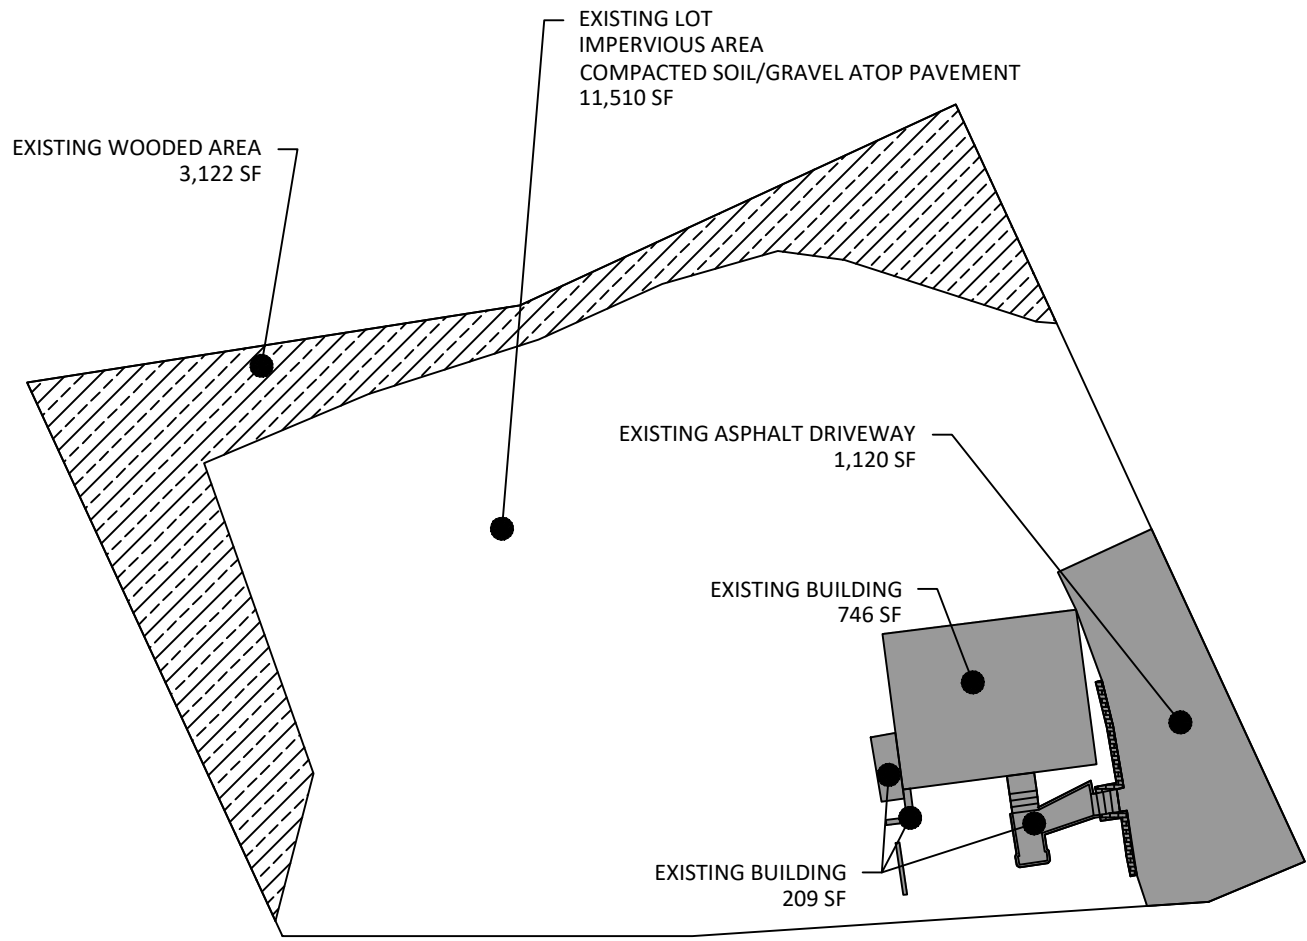 EXISTING LOT
IMPERVIOUS AREA
COMPACTED SOIL/GRAVEL ATOP PAVEMENT
11,510 SF
EXISTING WOODED AREA
3,122 SF
EXISTING ASPHALT DRIVEWAY
1,120 SF
EXISTING BUILDING
746 SF
EXISTING BUILDING
209 SF